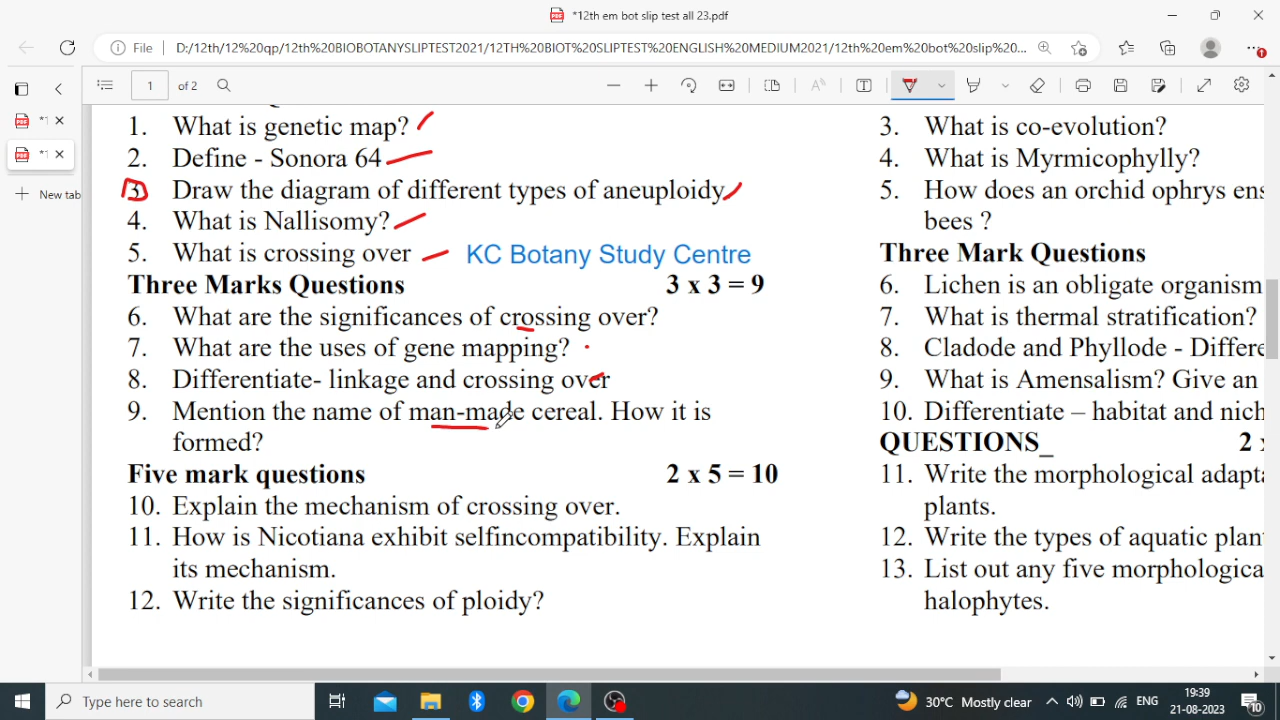 *12th em bot slip test all 23.pdf
File D:/12th/12%20qp/12th%20BIOBOTANYSLIPTEST2021/12TH%20BIOT%20SLIPTEST%20ENGLISH%20MEDIUM2021/12th%20em%20bot%20slip%20...
1 of 2
New tab
1. What is genetic map?
2. Define - Sonora 64
3. Draw the diagram of different types of aneuploidy
4. What is Nallisomy?
5. What is crossing over KC Botany Study Centre
Three Marks Questions 3 x 3 = 9
6. What are the significances of crossing over?
7. What are the uses of gene mapping?
8. Differentiate- linkage and crossing over
9. Mention the name of man-made cereal. How it is
formed?
Five mark questions 2 x 5 = 10
10. Explain the mechanism of crossing over.
11. How is Nicotiana exhibit selfincompatibility. Explain
its mechanism.
12. Write the significances of ploidy?
3. What is co-evolution?
4. What is Myrmicophylly?
5. How does an orchid ophrys ens
bees ?
Three Mark Questions
6. Lichen is an obligate organism
7. What is thermal stratification?
8. Cladode and Phyllode - Differe
9. What is Amensalism? Give an
10. Differentiate – habitat and nich
QUESTIONS_ 2
11. Write the morphological adapta
plants.
12. Write the types of aquatic plan
13. List out any five morphologica
halophytes.
Type here to search
30°C Mostly clear
ENG
19:39
21-08-2023
10